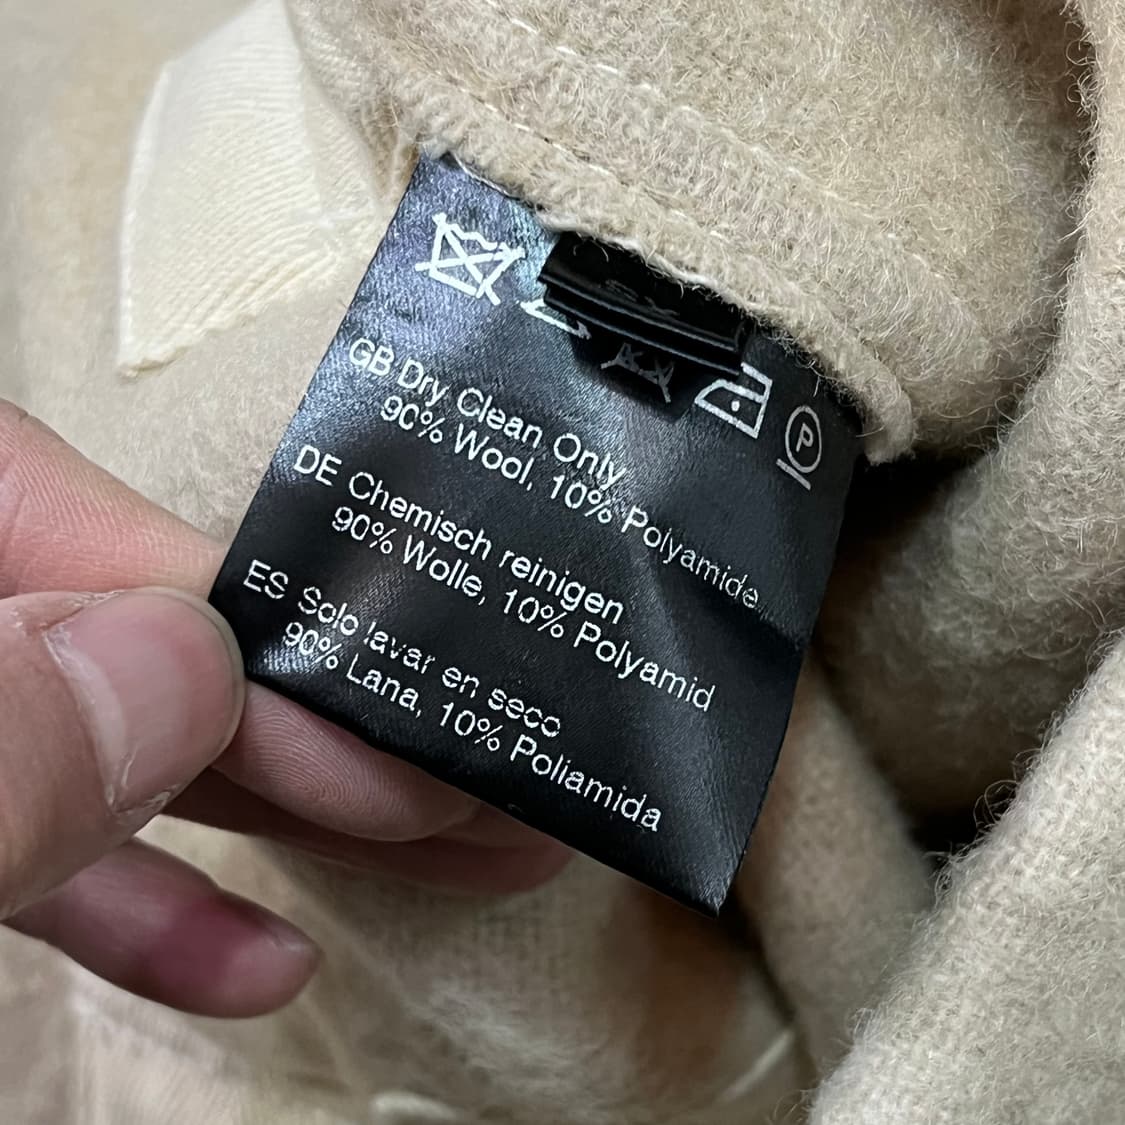 P
GB Dry Clean Only
90% Wool, 10% Polyamide
DE Chemisch reinigen
90% Wolle, 10% Polyamid
ES Solo lavar en seco
90% Lana, 10% Poliamida